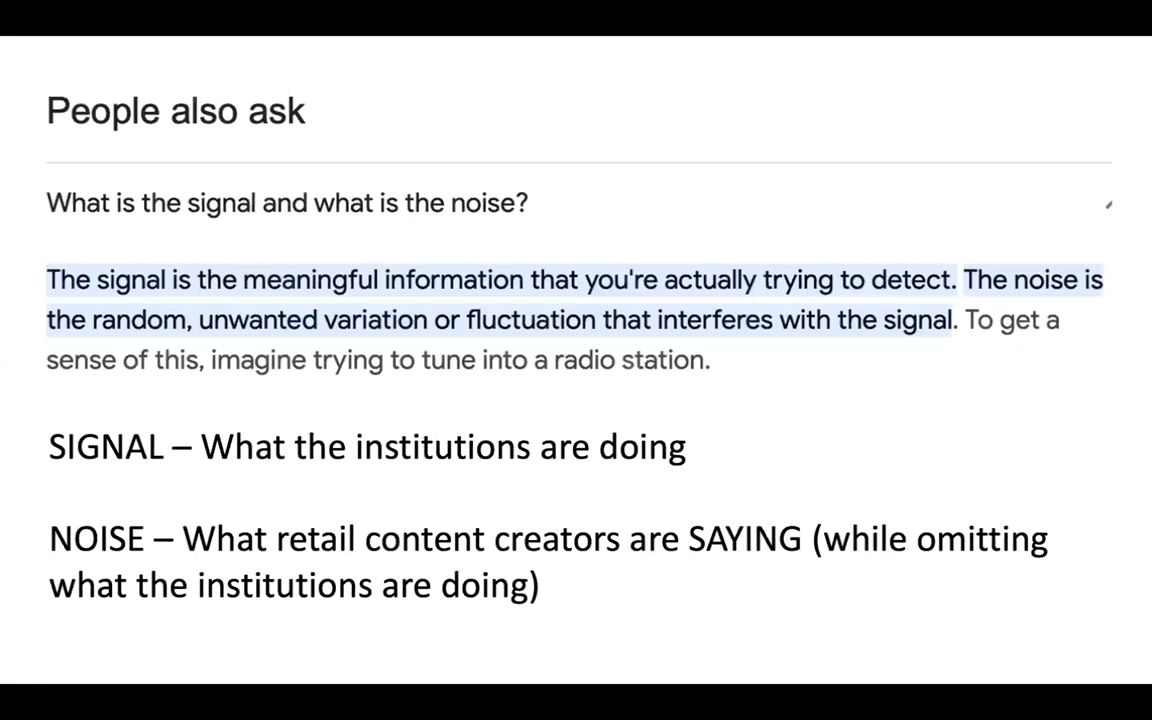 People also ask
What is the signal and what is the noise?
The signal is the meaningful information that you're actually trying to detect. The noise is
the random, unwanted variation or fluctuation that interferes with the signal. To get a
sense of this, imagine trying to tune into a radio station.
SIGNAL – What the institutions are doing
NOISE – What retail content creators are SAYING (while omitting
what the institutions are doing)